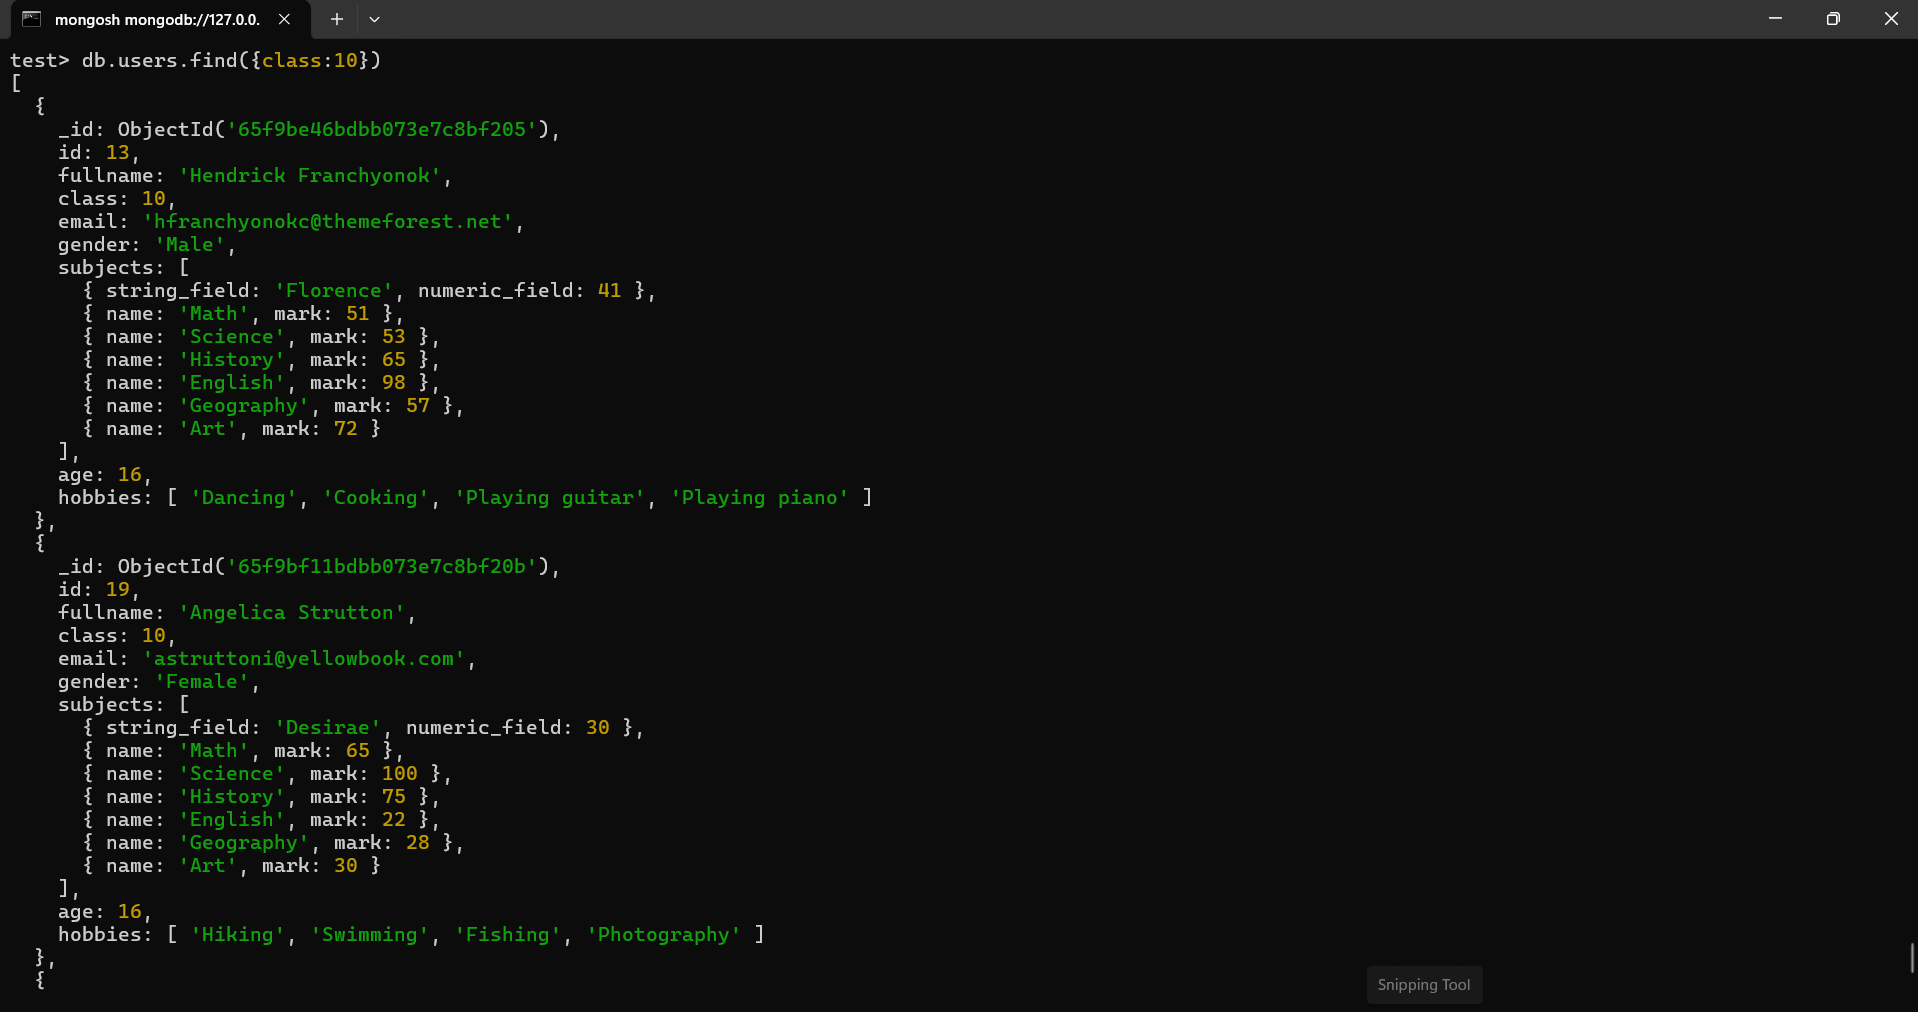 mongosh mongodb://127.0.0.
test> db.users.find({class:10})
[
  {
    _id: ObjectId('65f9be46bdbb073e7c8bf205'),
    id: 13,
    fullname: 'Hendrick Franchyonok',
    class: 10,
    email: 'hfranchyonokc@themeforest.net',
    gender: 'Male',
    subjects: [
      { string_field: 'Florence', numeric_field: 41 },
      { name: 'Math', mark: 51 },
      { name: 'Science', mark: 53 },
      { name: 'History', mark: 65 },
      { name: 'English', mark: 98 },
      { name: 'Geography', mark: 57 },
      { name: 'Art', mark: 72 }
    ],
    age: 16,
    hobbies: [ 'Dancing', 'Cooking', 'Playing guitar', 'Playing piano' ]
  },
  {
    _id: ObjectId('65f9bf11bdbb073e7c8bf20b'),
    id: 19,
    fullname: 'Angelica Strutton',
    class: 10,
    email: 'astruttoni@yellowbook.com',
    gender: 'Female',
    subjects: [
      { string_field: 'Desirae', numeric_field: 30 },
      { name: 'Math', mark: 65 },
      { name: 'Science', mark: 100 },
      { name: 'History', mark: 75 },
      { name: 'English', mark: 22 },
      { name: 'Geography', mark: 28 },
      { name: 'Art', mark: 30 }
    ],
    age: 16,
    hobbies: [ 'Hiking', 'Swimming', 'Fishing', 'Photography' ]
  },
  {
Snipping Tool